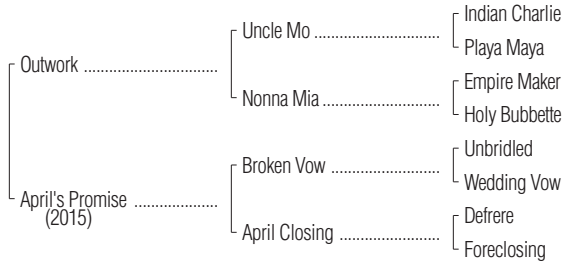 Indian Charlie
Uncle Mo ..............................
Playa Maya
Outwork ................................
Empire Maker
Nonna Mia ............................
Holy Bubbette
Unbridled
Broken Vow ..........................
Wedding Vow
April's Promise ....................
(2015)
Defrere
April Closing ........................
Foreclosing